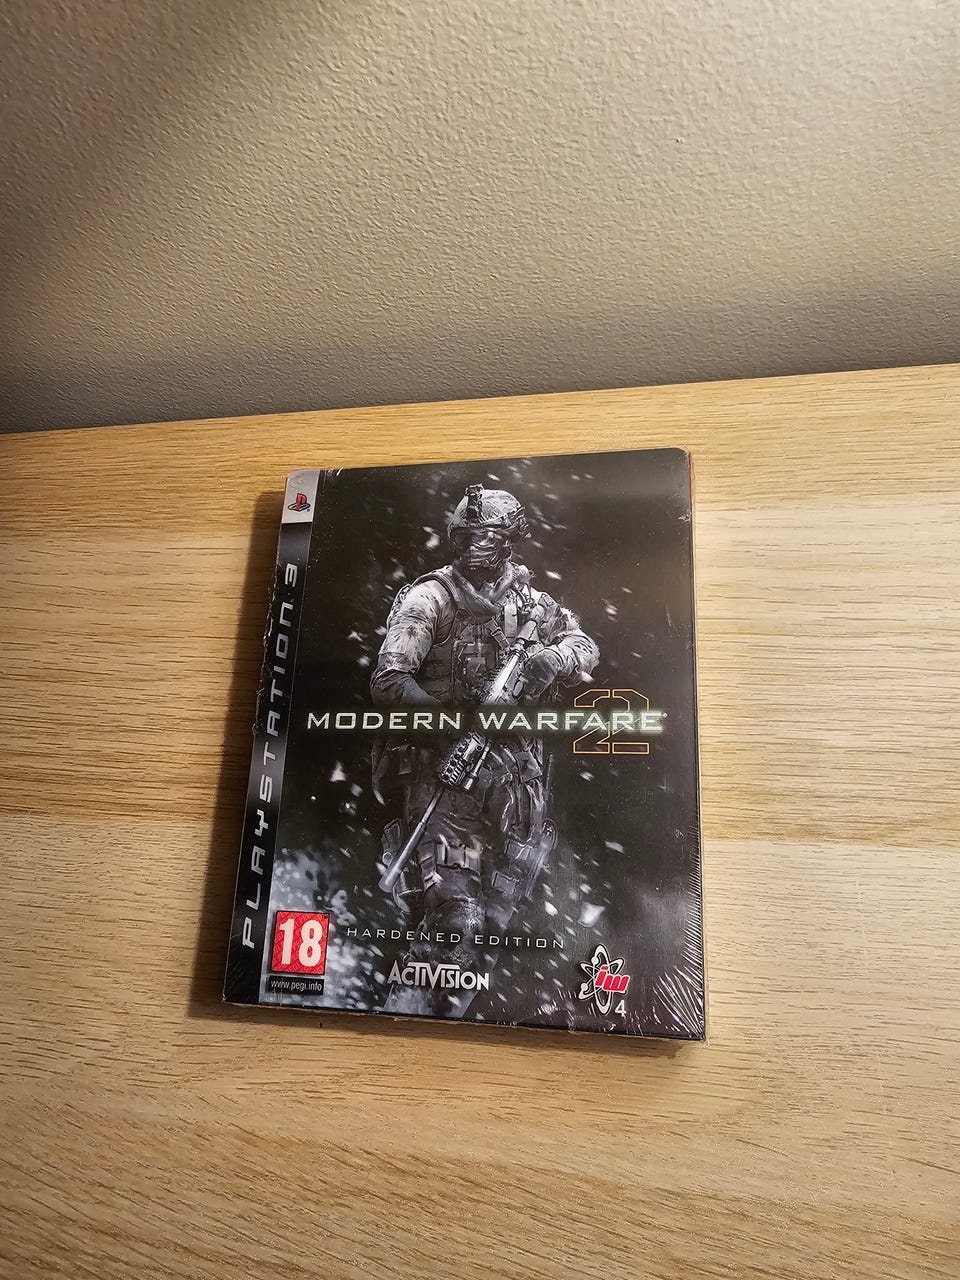 PLAYSTATION 3
MODERN WARFARE®
2
18
www.pegi.info
HARDENED EDITION
ACTIVISION
iw
4